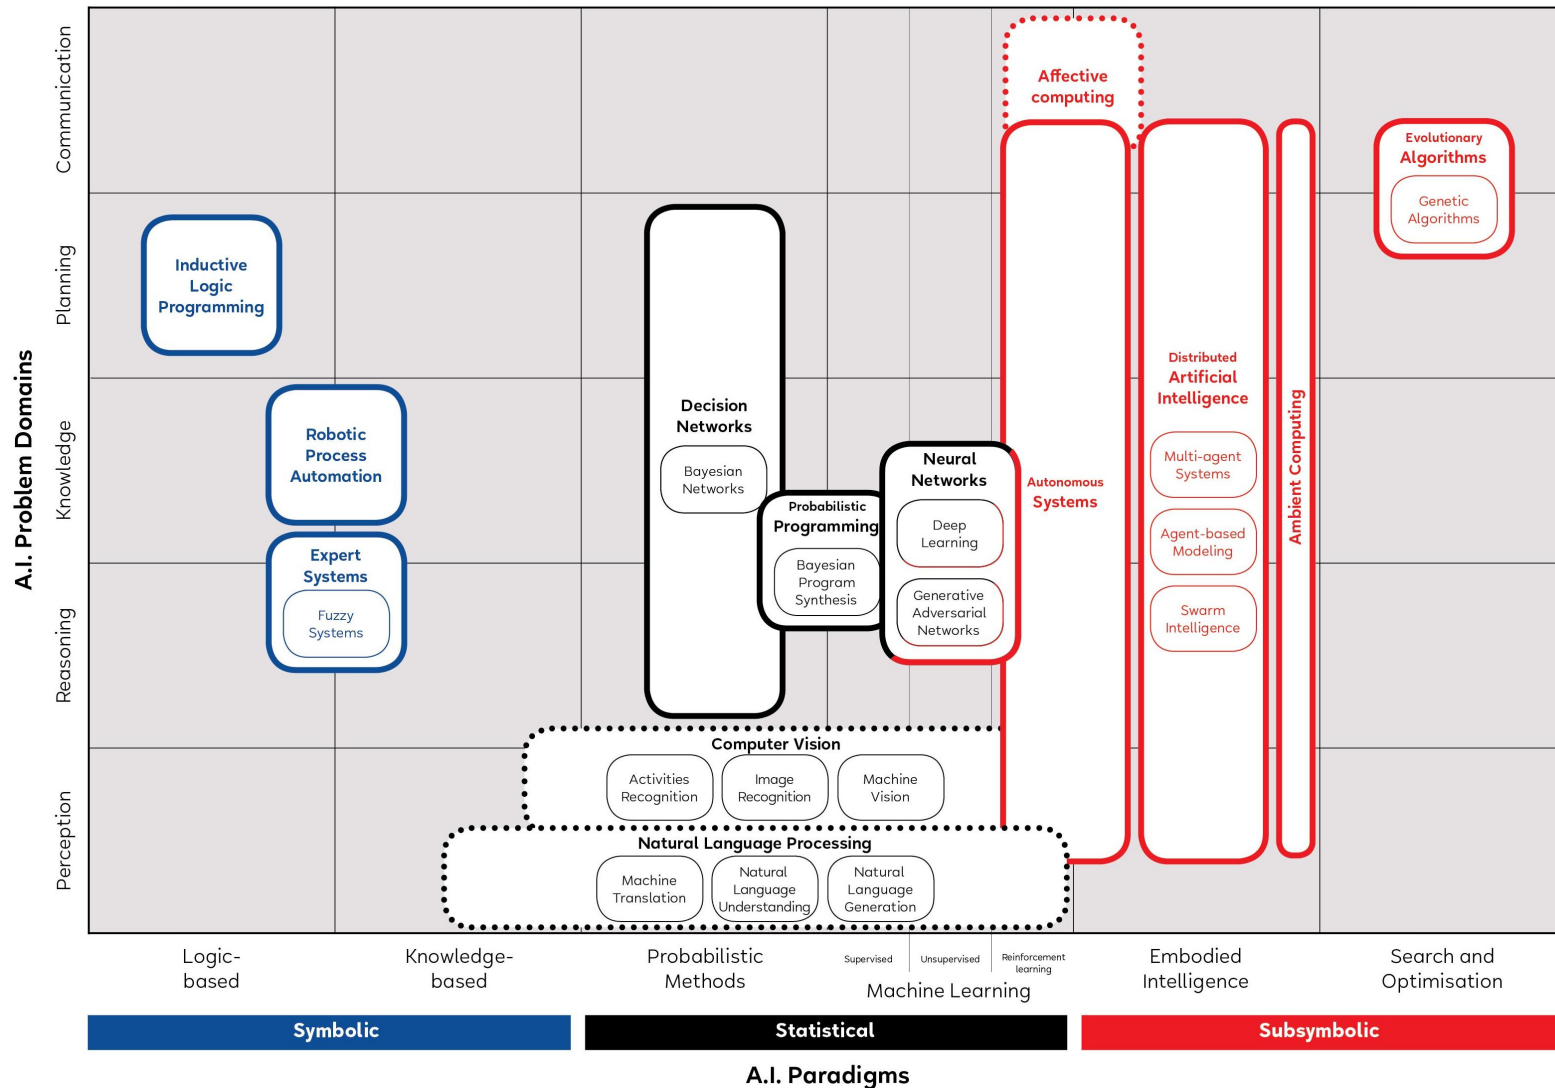 A.I. Problem Domains
Communication
Planning
Knowledge
Reasoning
Perception
Affective
computing
Evolutionary
Algorithms
Genetic
Algorithms
Inductive
Logic
Programming
Robotic
Process
Automation
Expert
Systems
Fuzzy
Systems
Decision
Networks
Bayesian
Networks
Probabilistic
Programming
Bayesian
Program
Synthesis
Neural
Networks
Deep
Learning
Generative
Adversarial
Networks
Autonomous
Systems
Distributed
Artificial
Intelligence
Multi-agent
Systems
Agent-based
Modeling
Swarm
Intelligence
Ambient Computing
Computer Vision
Activities
Recognition
Image
Recognition
Machine
Vision
Natural Language Processing
Machine
Translation
Natural
Language
Understanding
Natural
Language
Generation
Logic-
based
Knowledge-
based
Probabilistic
Methods
Supervised
Unsupervised
Reinforcement
learning
Machine Learning
Embodied
Intelligence
Search and
Optimisation
Symbolic
Statistical
Subsymbolic
A.I. Paradigms